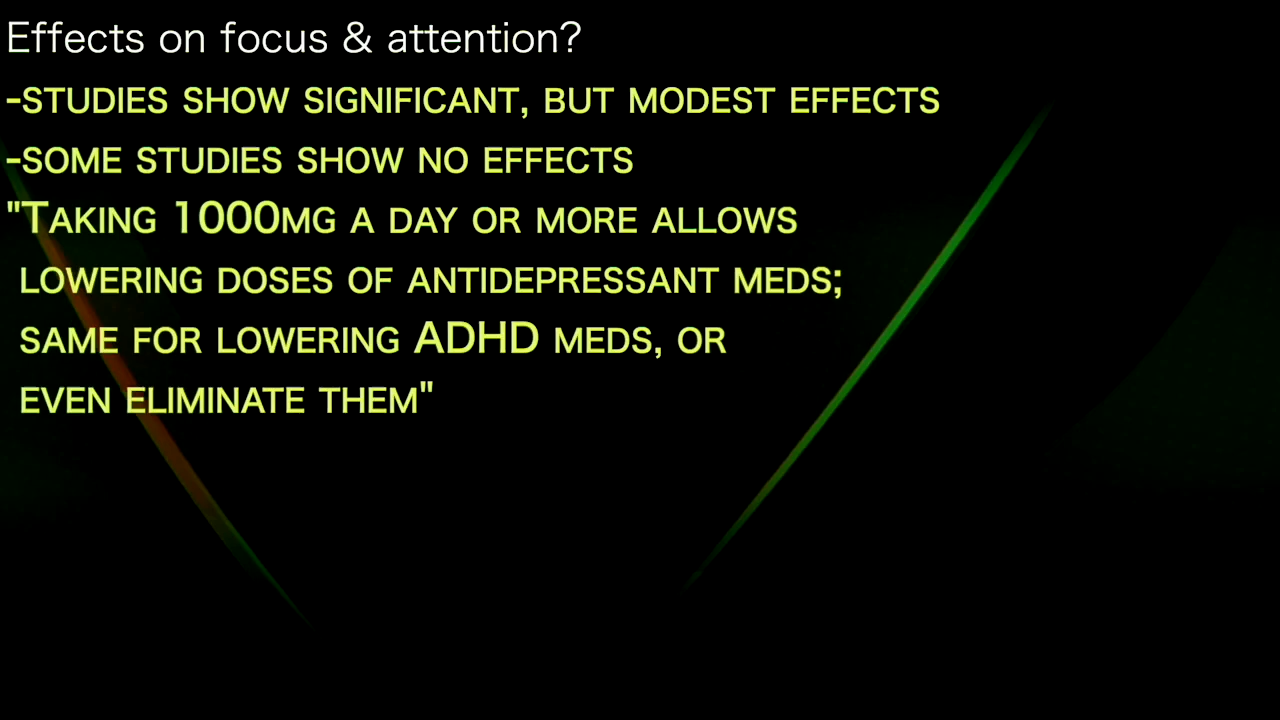 Effects on focus & attention?
-STUDIES SHOW SIGNIFICANT, BUT MODEST EFFECTS
-SOME STUDIES SHOW NO EFFECTS
"TAKING 1000MG A DAY OR MORE ALLOWS
LOWERING DOSES OF ANTIDEPRESSANT MEDS;
SAME FOR LOWERING ADHD MEDS, OR
EVEN ELIMINATE THEM"